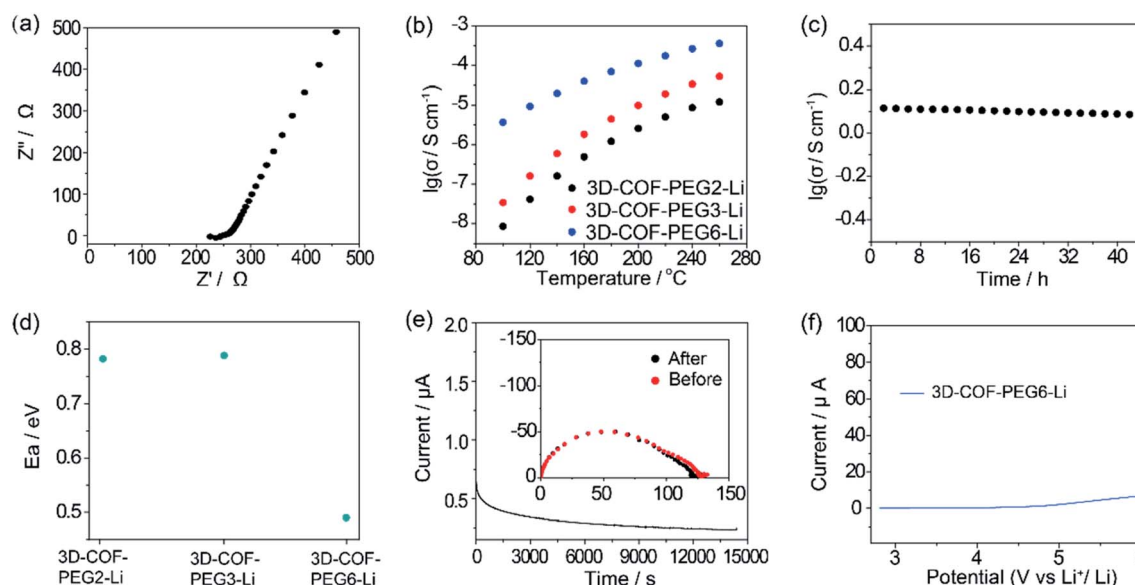 (a)
500
400
300
200
100
0
Z'' / Ω
0 100 200 300 400 500
Z' / Ω
(b)
-3
-4
-5
-6
-7
-8
lg(σ / S cm⁻¹)
3D-COF-PEG2-Li
3D-COF-PEG3-Li
3D-COF-PEG6-Li
80 120 160 200 240 280
Temperature / °C
(c)
0.4
0.2
0.0
-0.2
-0.4
lg(σ / S cm⁻¹)
0 8 16 24 32 40
Time / h
(d)
0.8
0.7
0.6
0.5
Ea / eV
3D-COF-
PEG2-Li
3D-COF-
PEG3-Li
3D-COF-
PEG6-Li
(e)
2.0
1.5
1.0
0.5
Current / μA
-150
-100
-50
0
After
Before
0 50 100 150
0 3000 6000 9000 12000 15000
Time / s
(f)
100
80
60
40
20
0
Current / μ A
3D-COF-PEG6-Li
3 4 5
Potential (V vs Li⁺/ Li)